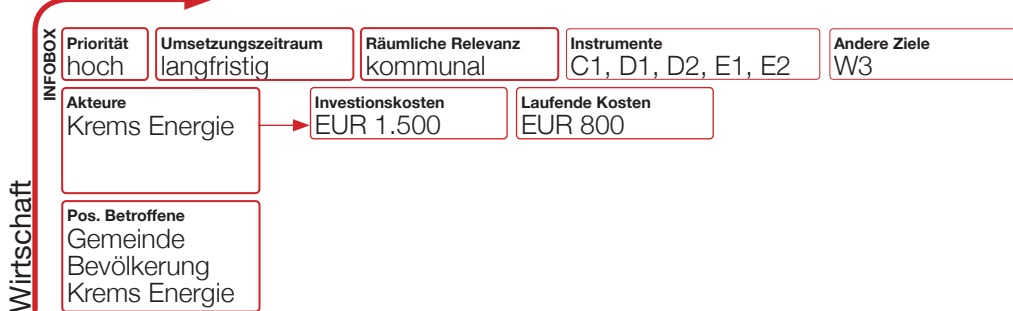 INFOBOX
Priorität
hoch
Umsetzungszeitraum
langfristig
Räumliche Relevanz
kommunal
Instrumente
C1, D1, D2, E1, E2
Andere Ziele
W3
Akteure
Krems Energie
Investionskosten
EUR 1.500
Laufende Kosten
EUR 800
Pos. Betroffene
Gemeinde
Bevölkerung
Krems Energie
Wirtschaft